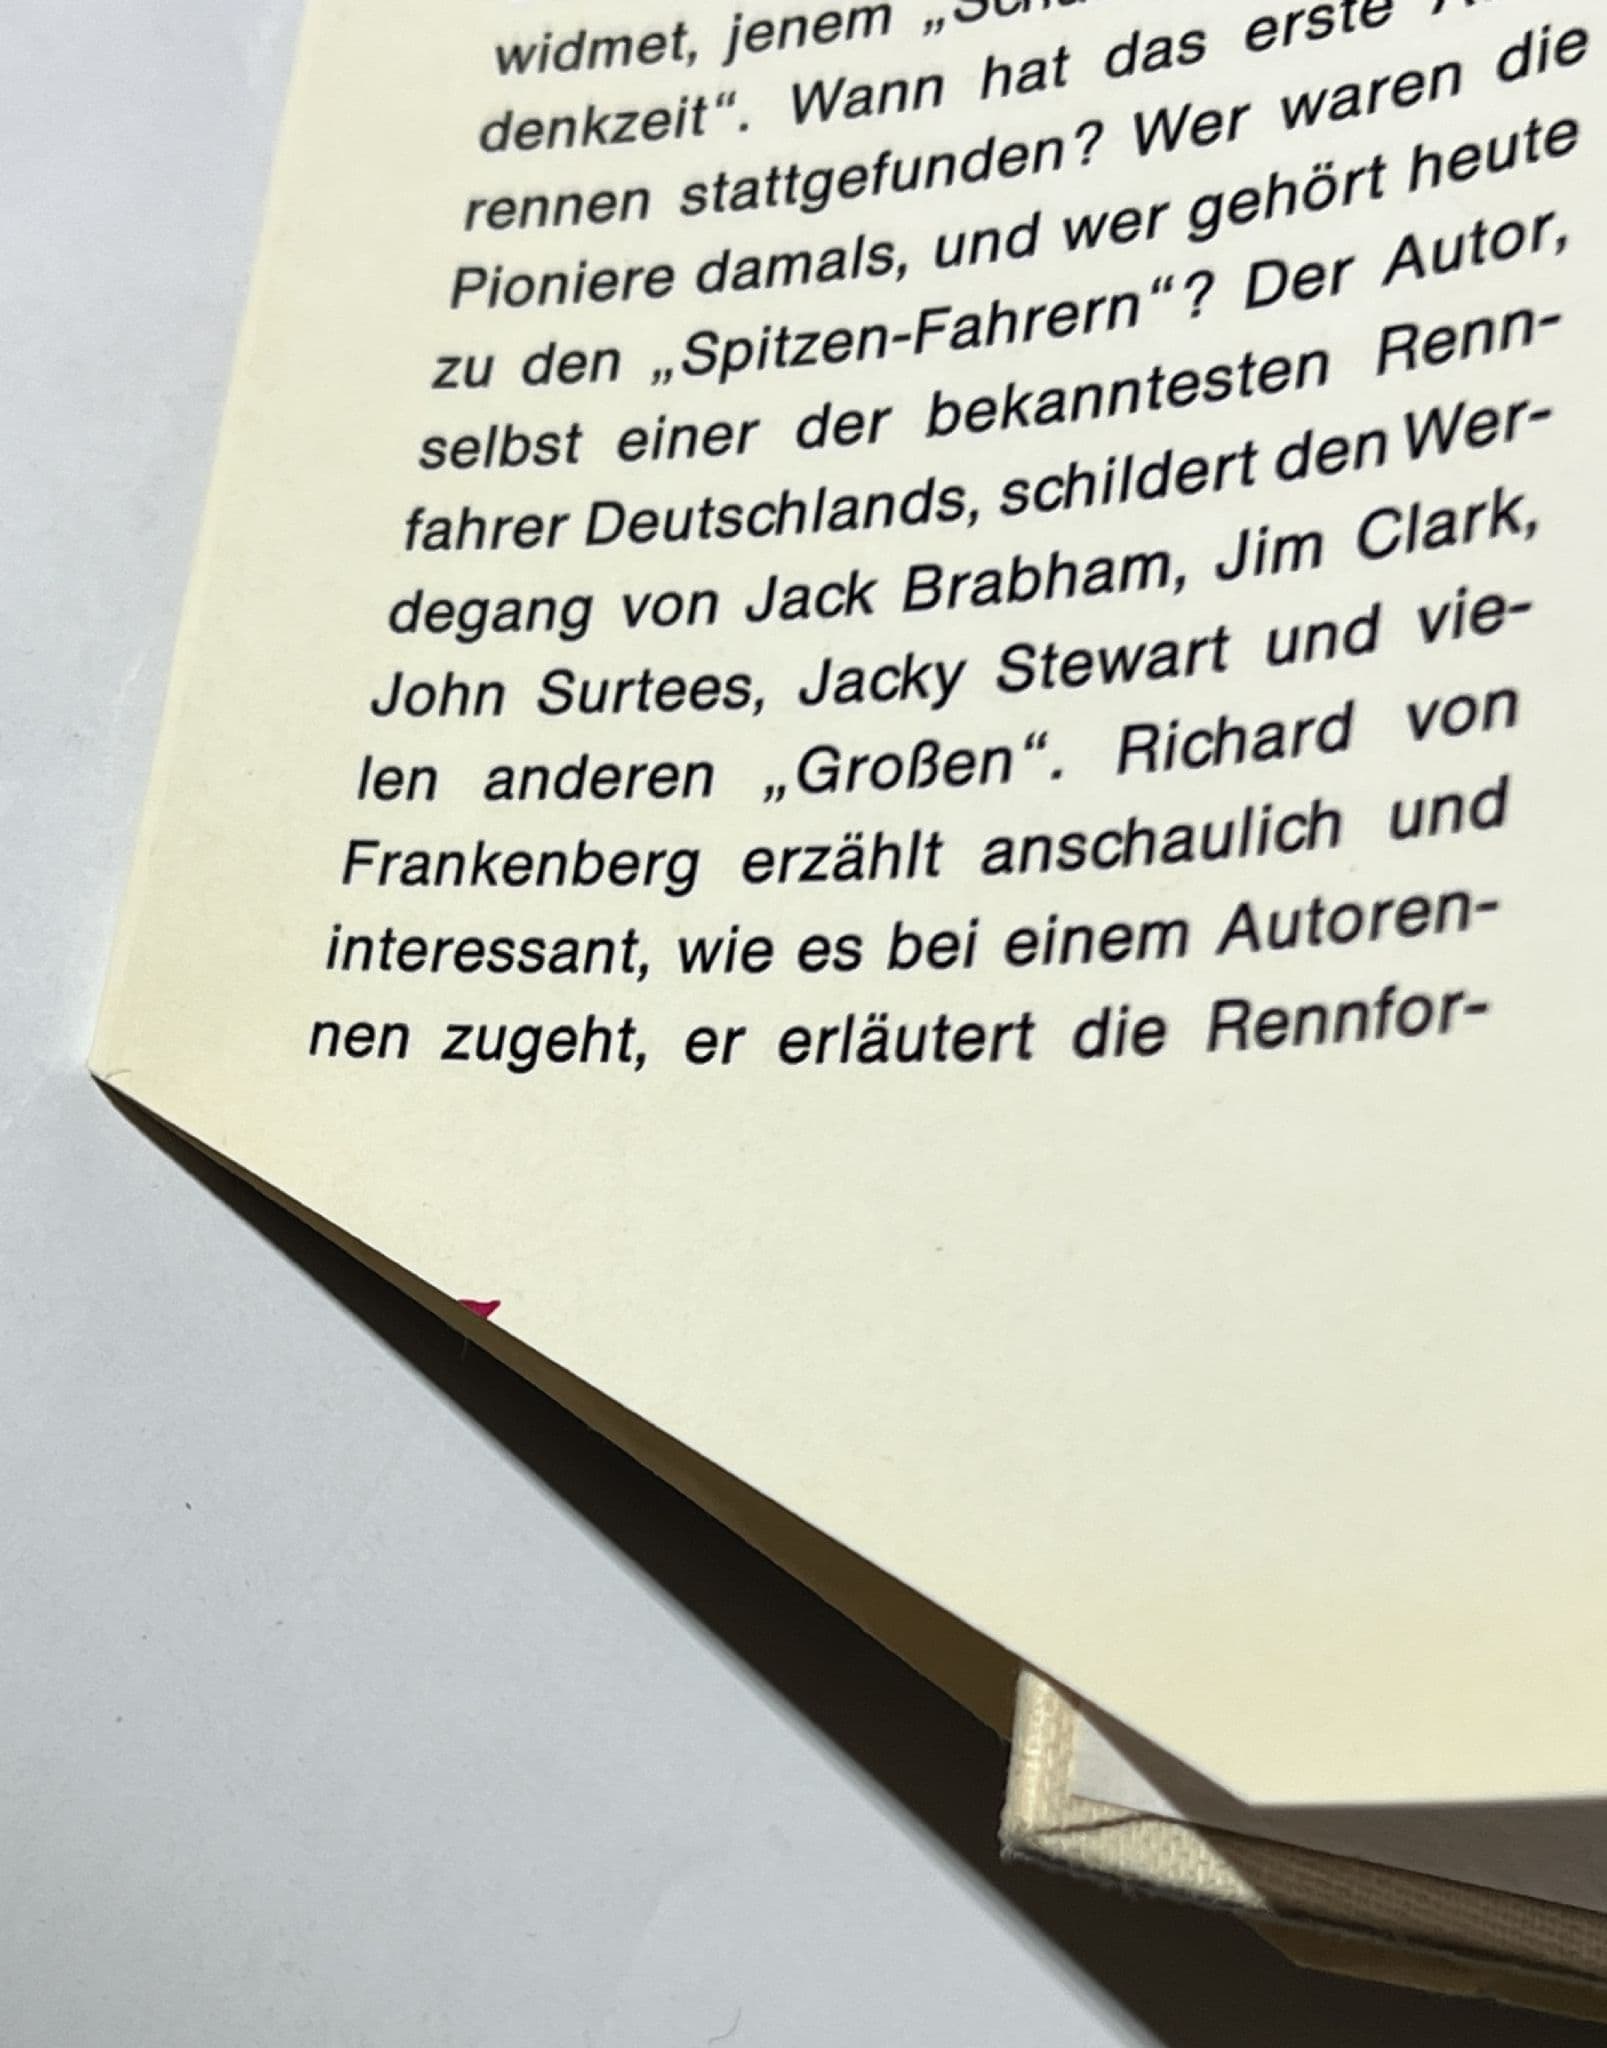 widmet, jenem
denkzeit“. Wann hat das erste
rennen stattgefunden? Wer waren die
Pioniere damals, und wer gehört heute
zu den „Spitzen-Fahrern“? Der Autor,
selbst einer der bekanntesten Renn-
fahrer Deutschlands, schildert den Wer-
degang von Jack Brabham, Jim Clark,
John Surtees, Jacky Stewart und vie-
len anderen „Großen“. Richard von
Frankenberg erzählt anschaulich und
interessant, wie es bei einem Autoren-
nen zugeht, er erläutert die Rennfor-